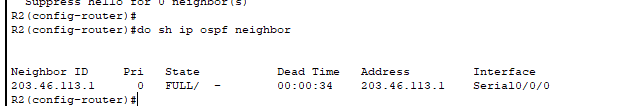 Suppress hello for 0 neighbor(s)
R2(config-router)#
R2(config-router)#do sh ip ospf neighbor
Neighbor ID     Pri   State           Dead Time   Address         Interface
203.46.113.1      0   FULL/  -        00:00:34    203.46.113.1    Serial0/0/0
R2(config-router)#